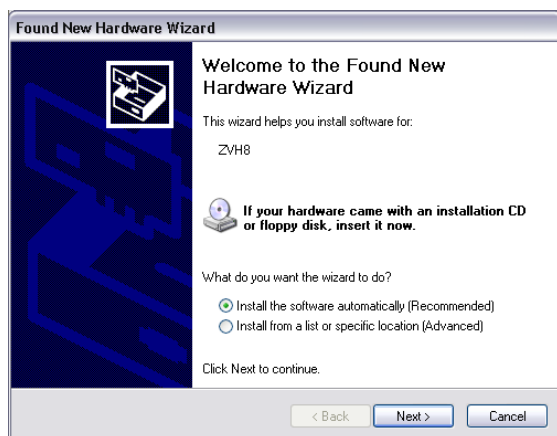 Found New Hardware Wizard
Welcome to the Found New
Hardware Wizard
This wizard helps you install software for:
ZVH8
If your hardware came with an installation CD
or floppy disk, insert it now.
What do you want the wizard to do?
Install the software automatically (Recommended)
Install from a list or specific location (Advanced)
Click Next to continue.
< Back Next > Cancel